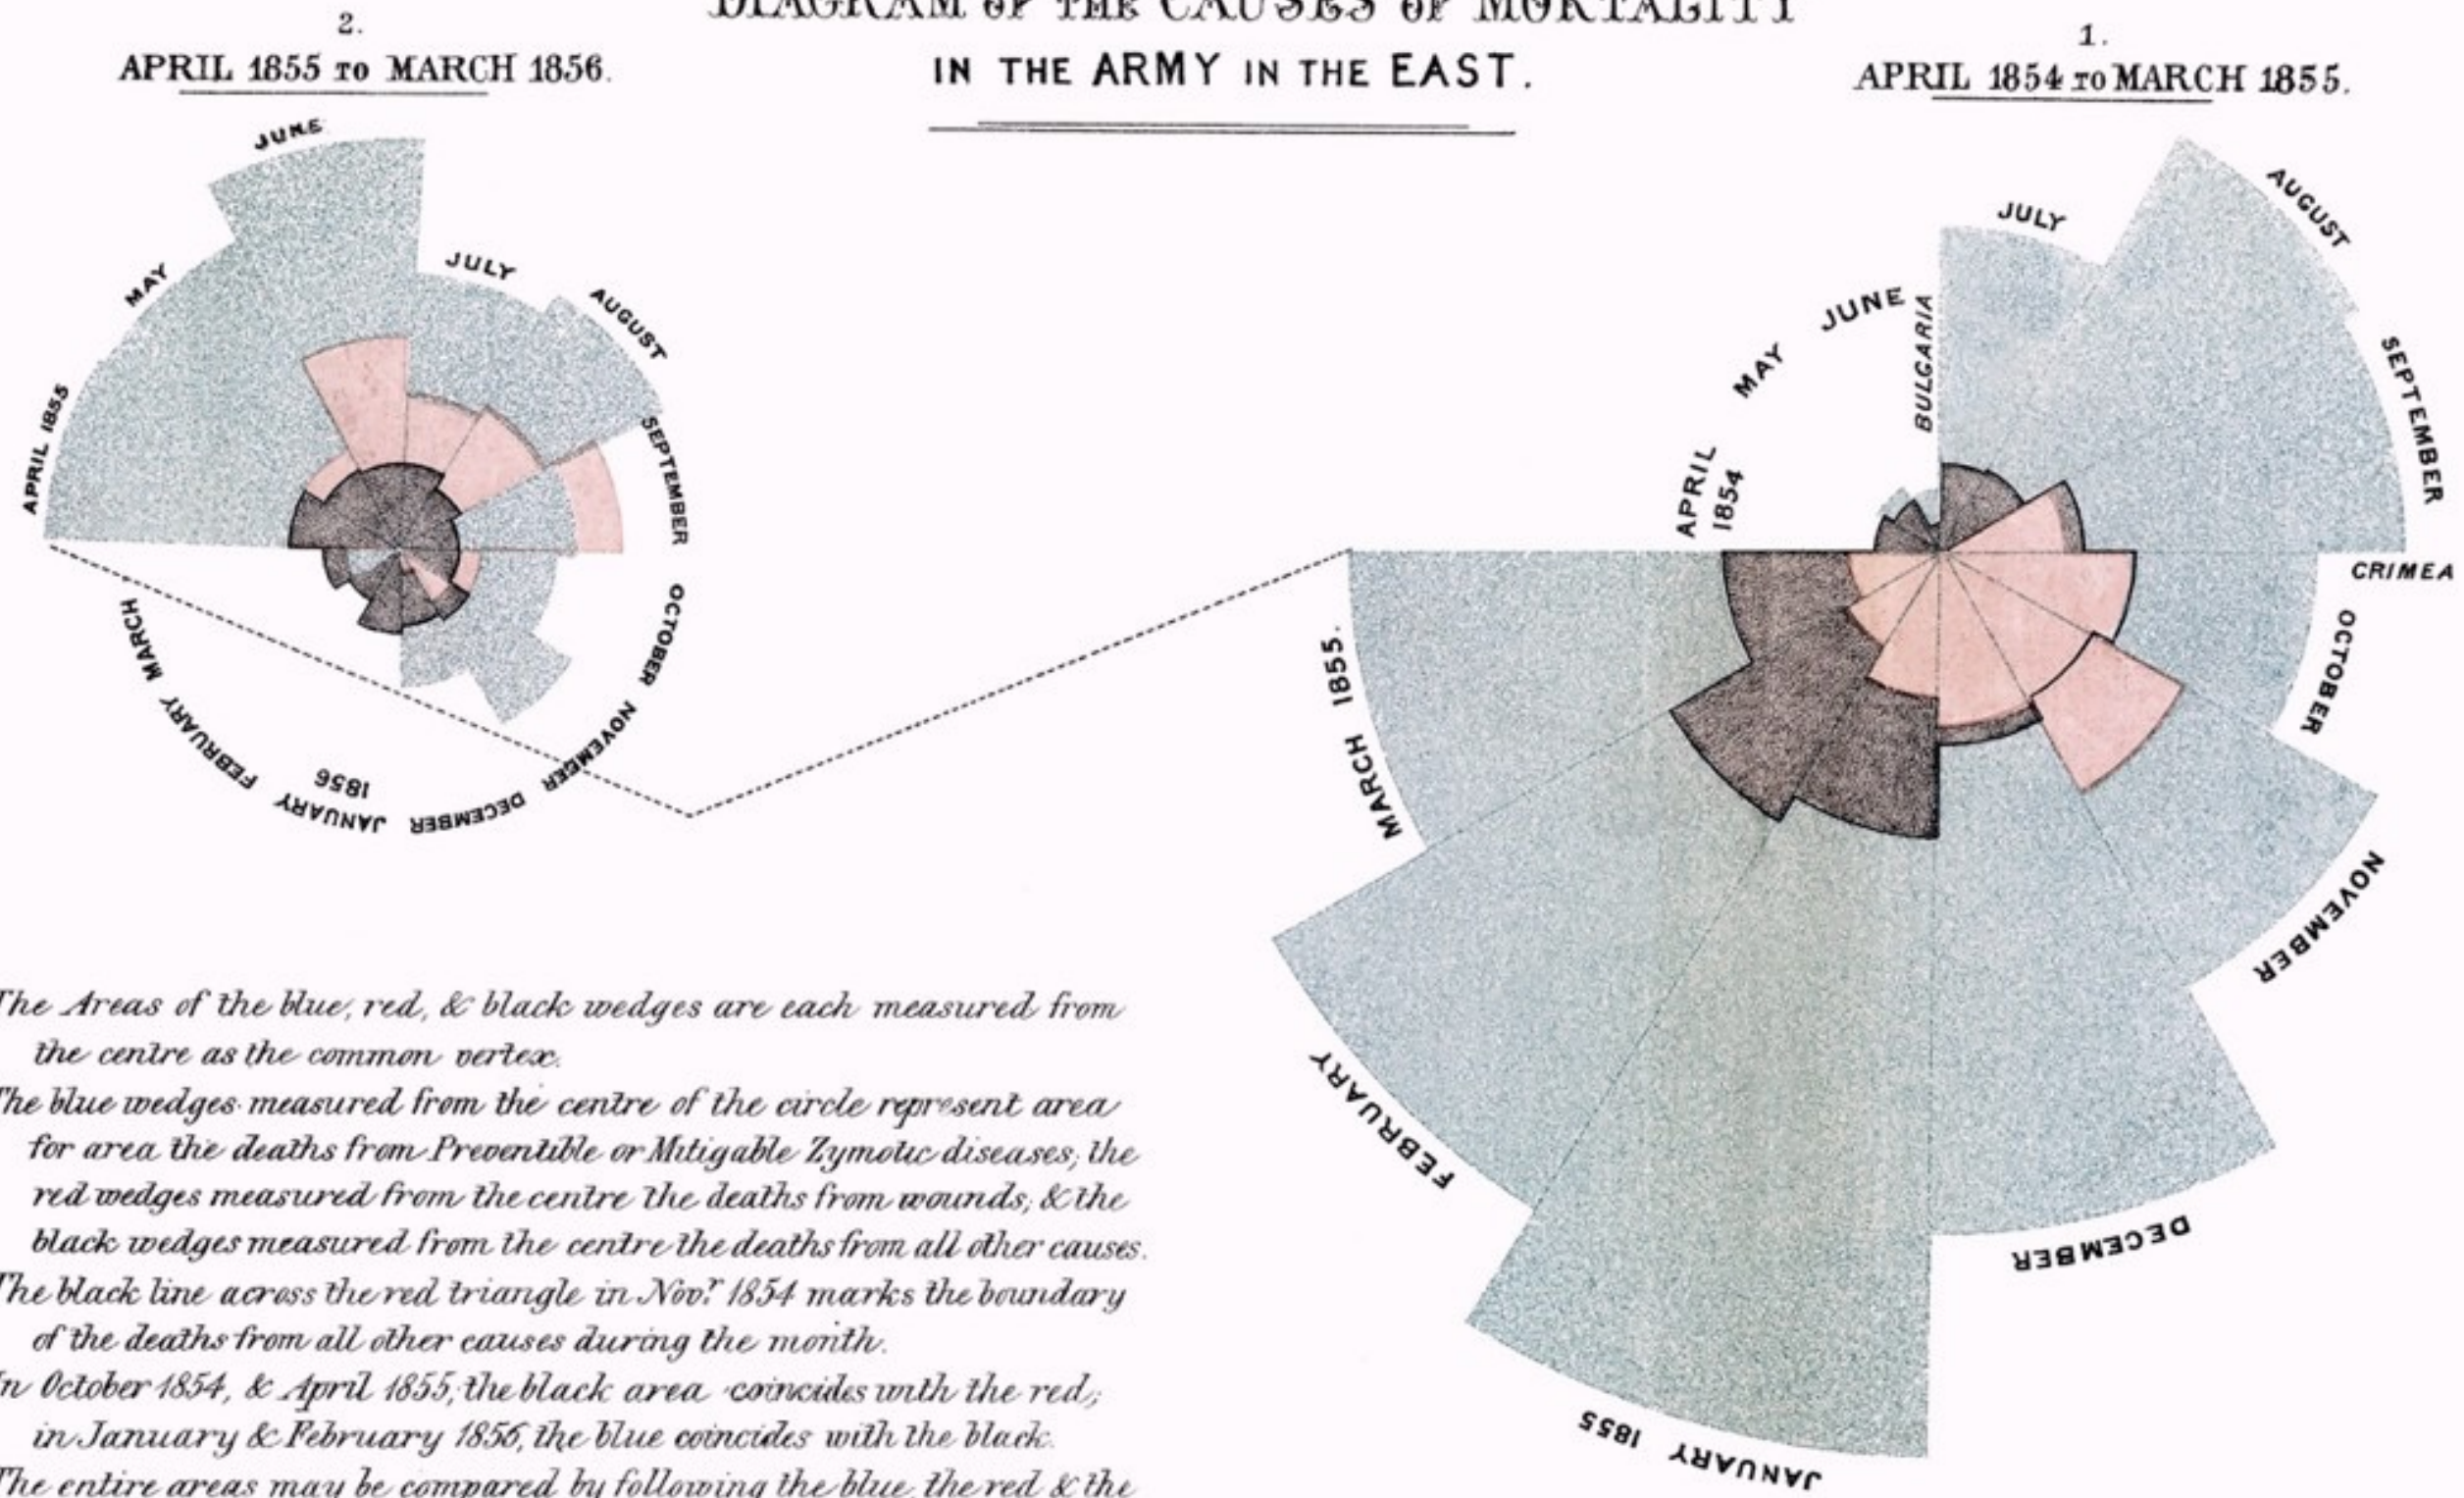 DIAGRAM OF THE CAUSES OF MORTALITY
IN THE ARMY IN THE EAST.
2.
APRIL 1855 TO MARCH 1856.
JUNE
JULY
MAY
AUGUST
APRIL 1855
SEPTEMBER
OCTOBER
NOVEMBER
DECEMBER
JANUARY
1856
FEBRUARY
MARCH
1.
APRIL 1854 TO MARCH 1855.
AUGUST
JULY
JUNE
BULGARIA
MAY
SEPTEMBER
APRIL
1854
CRIMEA
OCTOBER
NOVEMBER
DECEMBER
JANUARY 1855
FEBRUARY
MARCH 1855.
The Areas of the blue, red, & black wedges are each measured from
the centre as the common vertex.
The blue wedges measured from the centre of the circle represent area
for area the deaths from Preventible or Mitigable Zymotic diseases; the
red wedges measured from the centre the deaths from wounds; & the
black wedges measured from the centre the deaths from all other causes.
The black line across the red triangle in Novr. 1854 marks the boundary
of the deaths from all other causes during the month.
In October 1854, & April 1855, the black area coincides with the red;
in January & February 1856, the blue coincides with the black.
The entire areas may be compared by following the blue, the red & the